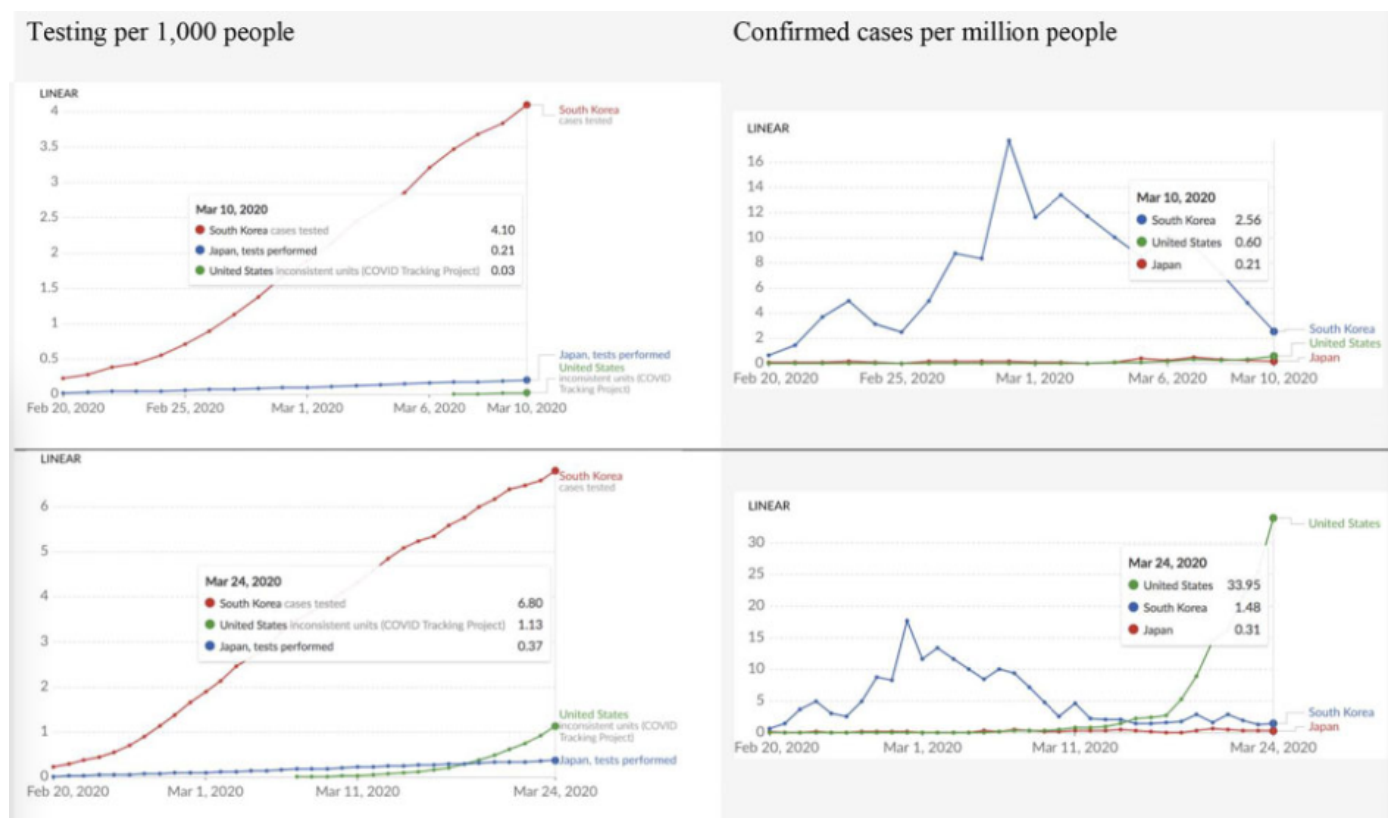 Testing per 1,000 people
Confirmed cases per million people
LINEAR
4
3.5
3
2.5
2
1.5
1
0.5
0
South Korea
cases tested
Mar 10, 2020
South Korea cases tested 4.10
Japan, tests performed 0.21
United States inconsistent units (COVID Tracking Project) 0.03
Japan, tests performed
United States
inconsistent units (COVID
Tracking Project)
Feb 20, 2020 Feb 25, 2020 Mar 1, 2020 Mar 6, 2020 Mar 10, 2020
LINEAR
16
14
12
10
8
6
4
2
0
Mar 10, 2020
South Korea 2.56
United States 0.60
Japan 0.21
South Korea
United States
Japan
Feb 20, 2020 Feb 25, 2020 Mar 1, 2020 Mar 6, 2020 Mar 10, 2020
LINEAR
6
5
4
3
2
1
0
South Korea
cases tested
Mar 24, 2020
South Korea cases tested 6.80
United States inconsistent units (COVID Tracking Project) 1.13
Japan, tests performed 0.37
United States
inconsistent units (COVID
Tracking Project)
Japan, tests performed
Feb 20, 2020 Mar 1, 2020 Mar 11, 2020 Mar 24, 2020
LINEAR
30
25
20
15
10
5
0
United States
Mar 24, 2020
United States 33.95
South Korea 1.48
Japan 0.31
South Korea
Japan
Feb 20, 2020 Mar 1, 2020 Mar 11, 2020 Mar 24, 2020